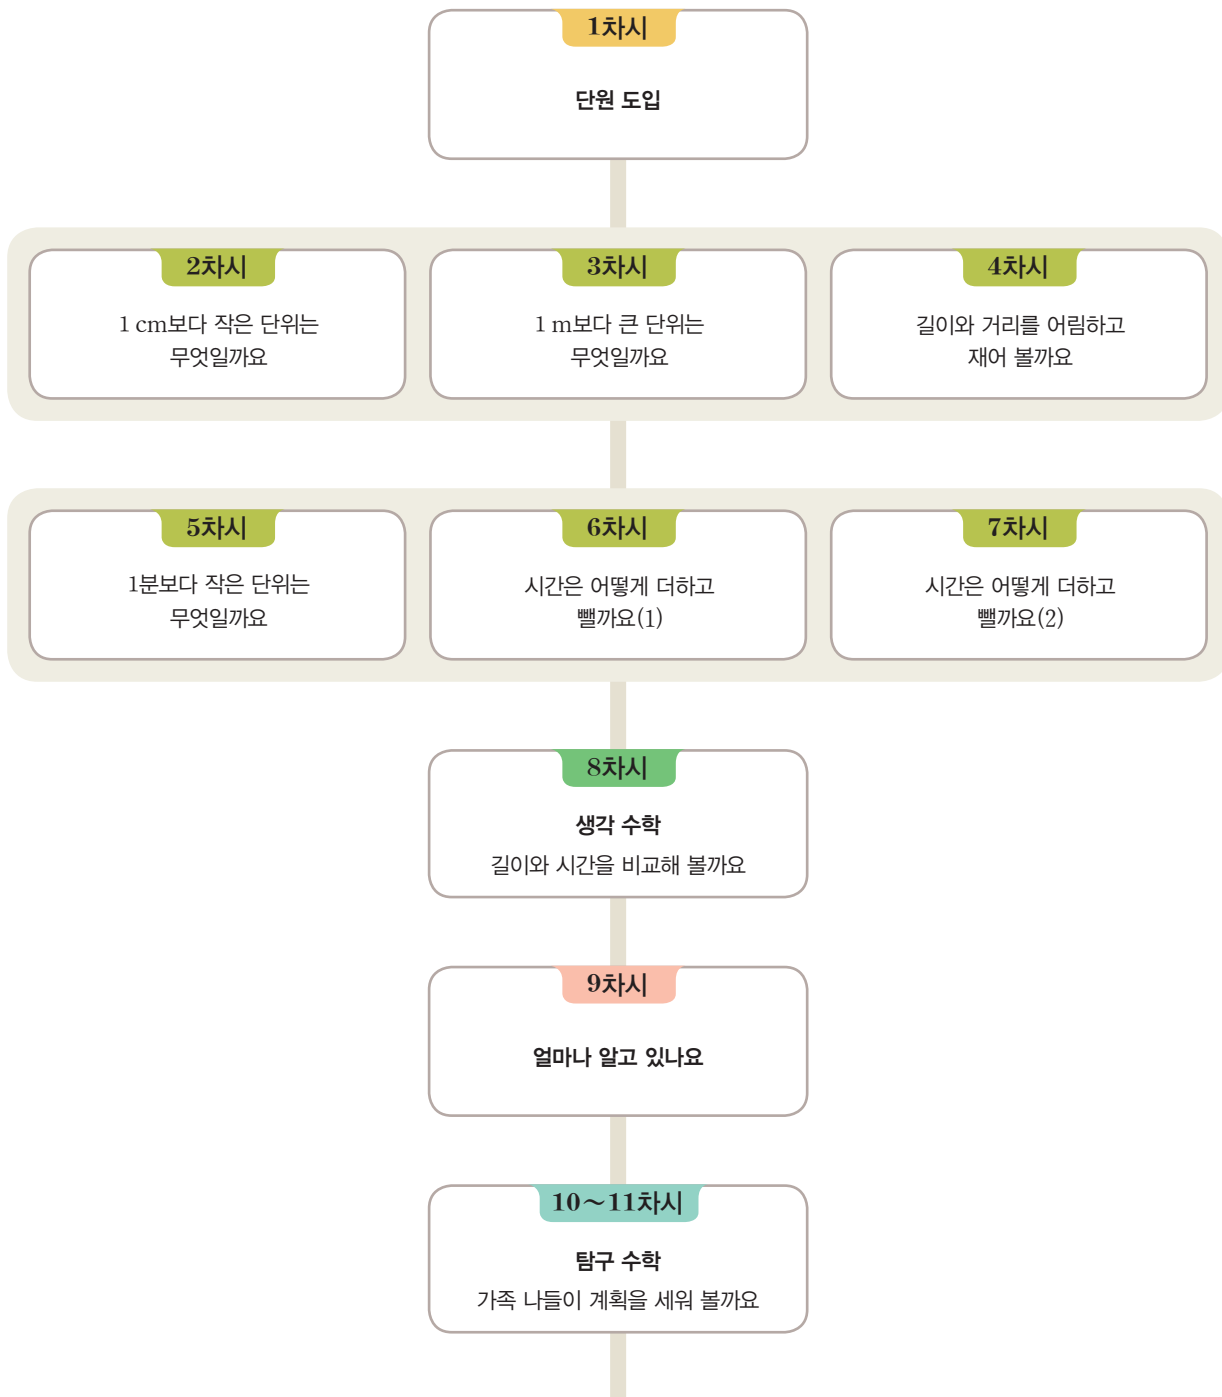 1차시
단원 도입
2차시
1 cm보다 작은 단위는
무엇일까요
3차시
1 m보다 큰 단위는
무엇일까요
4차시
길이와 거리를 어림하고
재어 볼까요
5차시
1분보다 작은 단위는
무엇일까요
6차시
시간은 어떻게 더하고
뺄까요(1)
7차시
시간은 어떻게 더하고
뺄까요(2)
8차시
생각 수학
길이와 시간을 비교해 볼까요
9차시
얼마나 알고 있나요
10~11차시
탐구 수학
가족 나들이 계획을 세워 볼까요